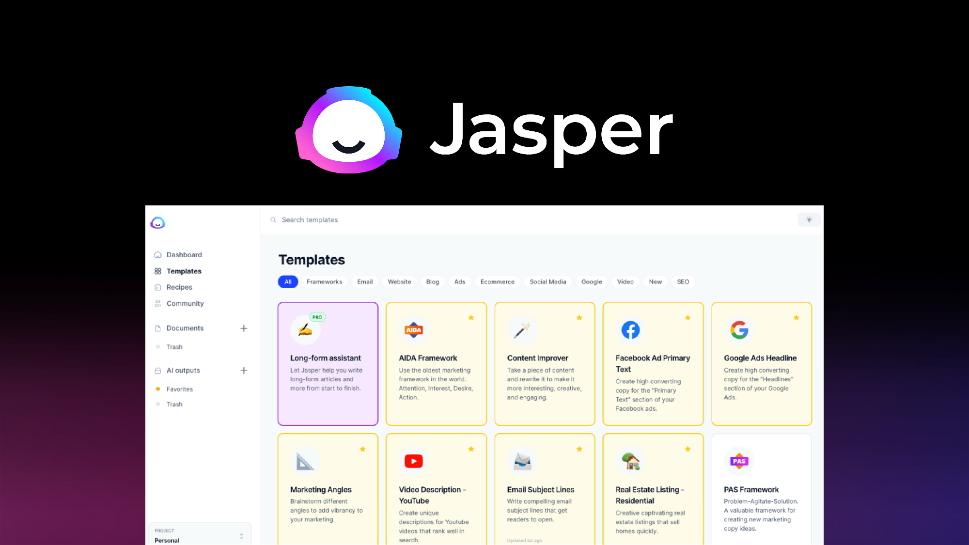 Jasper
Search templates
Dashboard
Templates
Recipes
Community
Documents
Trash
AI outputs
Favorites
Trash
PROJECT
Personal
Templates
All Frameworks Email Website Blog Ads Ecommerce Social Media Google Video New SEO
PRO
Long-form assistant
Let Jasper help you write
long-form articles and
more from start to finish.
AIDA
AIDA Framework
Use the oldest marketing
framework in the world.
Attention, Interest, Desire,
Action.
Content Improver
Take a piece of content
and rewrite it to make it
more interesting, creative,
and engaging.
Facebook Ad Primary
Text
Create high converting
copy for the "Primary
Text" section of your
Facebook ads.
Google Ads Headline
Create high converting
copy for the "Headlines"
section of your Google
Ads.
Marketing Angles
Brainstorm different
angles to add vibrancy to
your marketing.
Video Description -
YouTube
Create unique
descriptions for Youtube
videos that rank well in
search.
Email Subject Lines
Write compelling email
subject lines that get
readers to open.
Real Estate Listing -
Residential
Creative captivating real
estate listings that sell
homes quickly.
PAS
PAS Framework
Problem-Agitate-Solution.
A valuable framework for
creating new marketing
copy ideas.